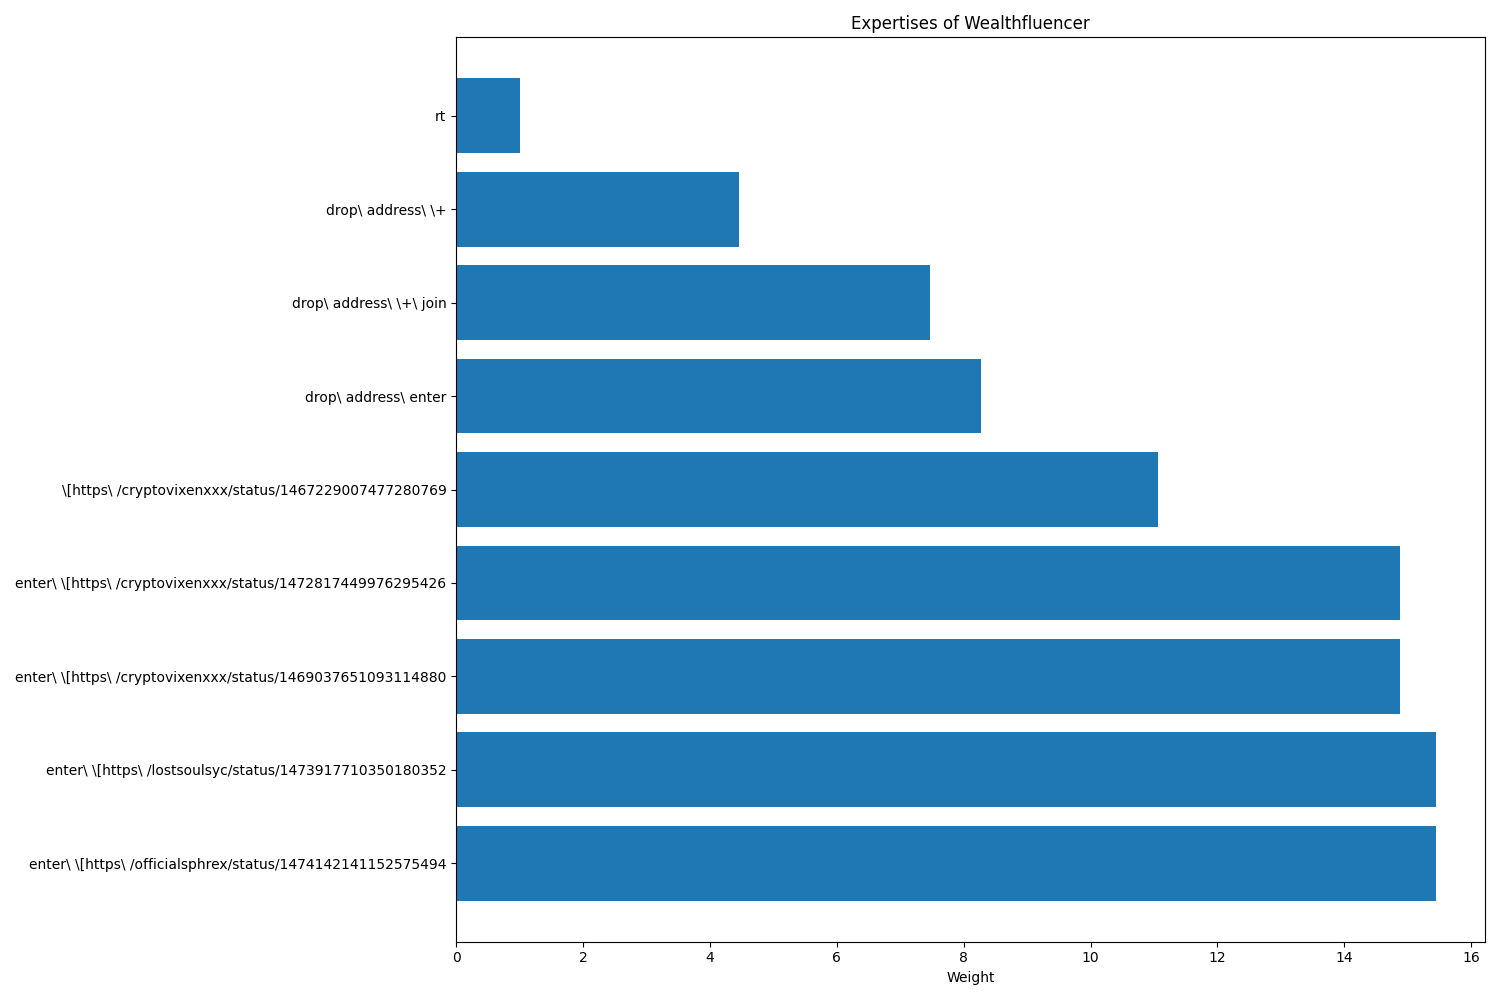 Expertises of Wealthfluencer
rt
drop\ address\ \+
drop\ address\ \+\ join
drop\ address\ enter
\[https\ /cryptovixenxxx/status/1467229007477280769
enter\ \[https\ /cryptovixenxxx/status/1472817449976295426
enter\ \[https\ /cryptovixenxxx/status/1469037651093114880
enter\ \[https\ /lostsoulsyc/status/1473917710350180352
enter\ \[https\ /officialsphrex/status/1474142141152575494
0 2 4 6 8 10 12 14 16
Weight